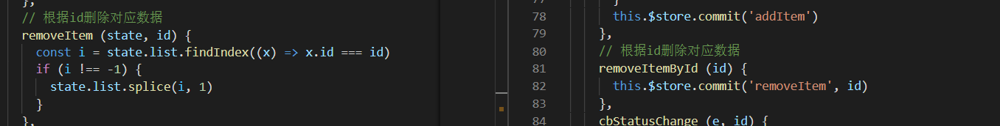 },
// 根据id删除对应数据
removeItem (state, id) {
const i = state.list.findIndex((x) => x.id === id)
if (i !== -1) {
state.list.splice(i, 1)
}
},
77 }
78 this.$store.commit('addItem')
79 },
80 // 根据id删除对应数据
81 removeItemById (id) {
82 this.$store.commit('removeItem', id)
83 },
84 cbStatusChange (e, id) {